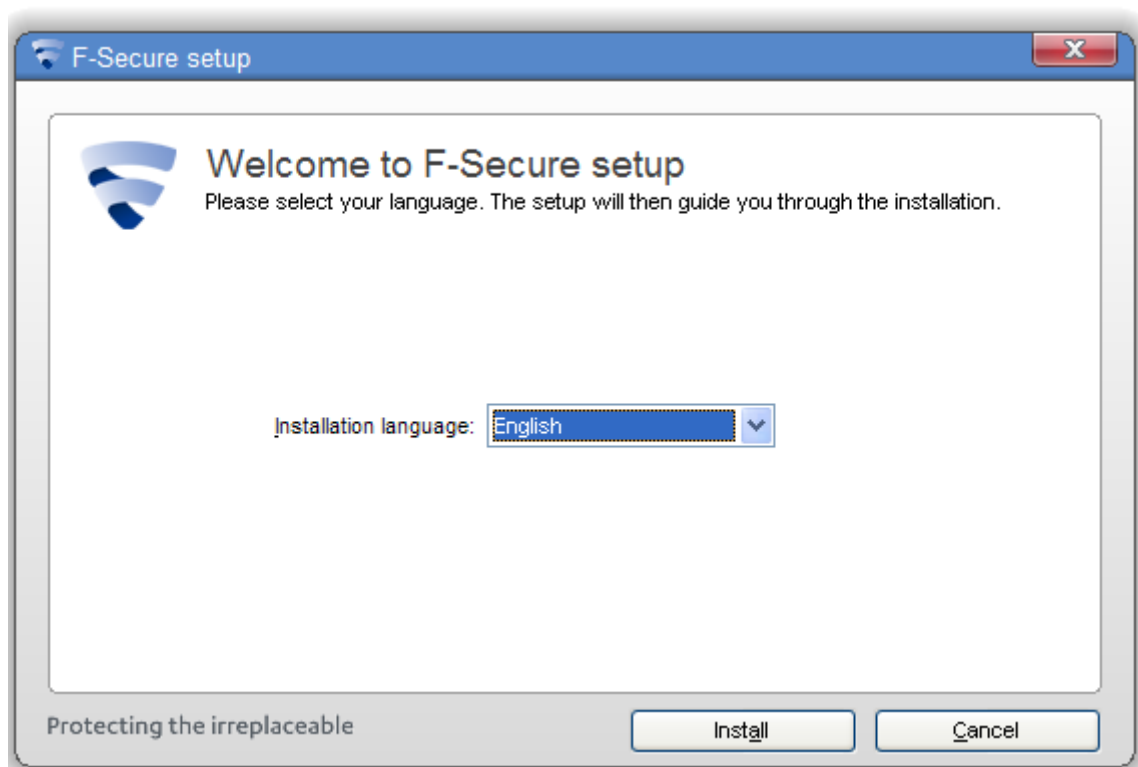 F-Secure setup
Welcome to F-Secure setup
Please select your language. The setup will then guide you through the installation.
Installation language: English
Protecting the irreplaceable
Install Cancel